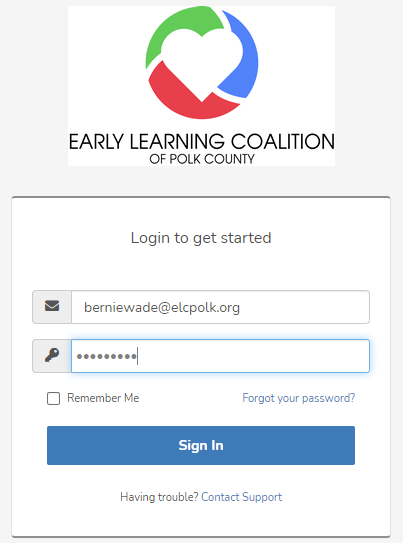 EARLY LEARNING COALITION
OF POLK COUNTY
Login to get started
berniewade@elcpolk.org
•••••••••
Remember Me Forgot your password?
Sign In
Having trouble? Contact Support